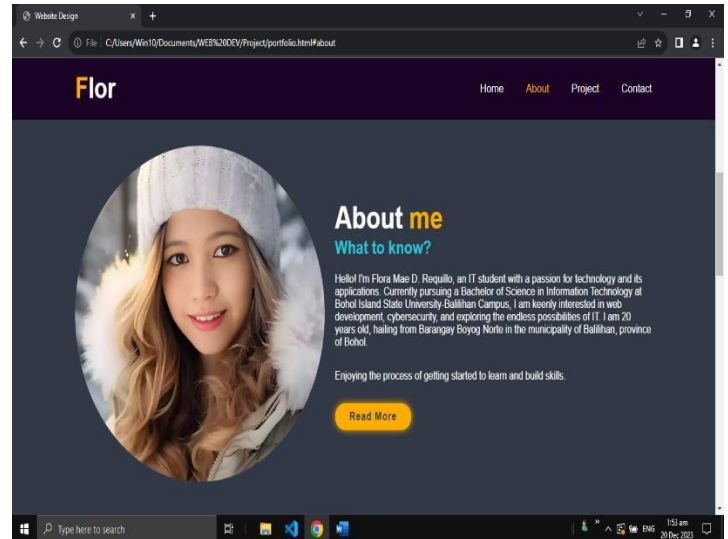 Website Design
File C:/Users/Win10/Documents/WEB%20DEV/Project/portfolio.html#about
Flor
Home About Project Contact
About me
What to know?
Hello! I'm Flora Mae D. Requillo, an IT student with a passion for technology and its
applications. Currently pursuing a Bachelor of Science in Information Technology at
Bohol Island State University-Balilihan Campus, I am keenly interested in web
development, cybersecurity, and exploring the endless possibilities of IT. I am 20
years old, hailing from Barangay Boyog Norte in the municipality of Balilihan, province
of Bohol.
Enjoying the process of getting started to learn and build skills.
Read More
Type here to search
ENG
1:53 am
20 Dec 2023